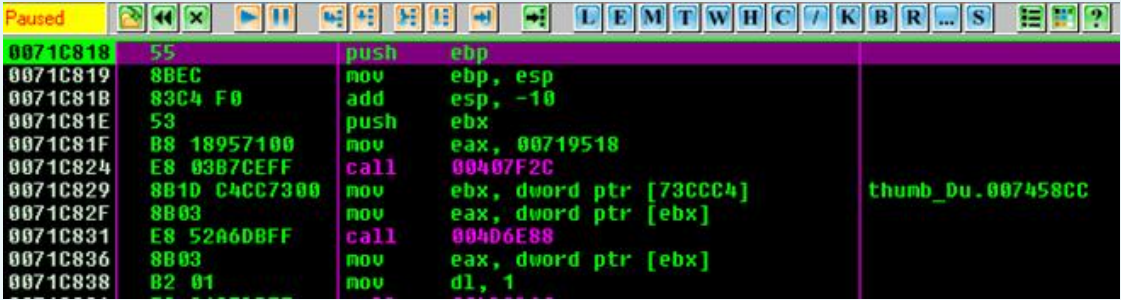 Paused L E M T W H C / K B R ... S ?
0071C818 55 push ebp
0071C819 8BEC mov ebp, esp
0071C81B 83C4 F0 add esp, -10
0071C81E 53 push ebx
0071C81F B8 18957100 mov eax, 00719518
0071C824 E8 03B7CEFF call 00407F2C
0071C829 8B1D C4CC7300 mov ebx, dword ptr [73CCC4] thumb_Du.007458CC
0071C82F 8B03 mov eax, dword ptr [ebx]
0071C831 E8 52A6DBFF call 004D6E88
0071C836 8B03 mov eax, dword ptr [ebx]
0071C838 B2 01 mov dl, 1